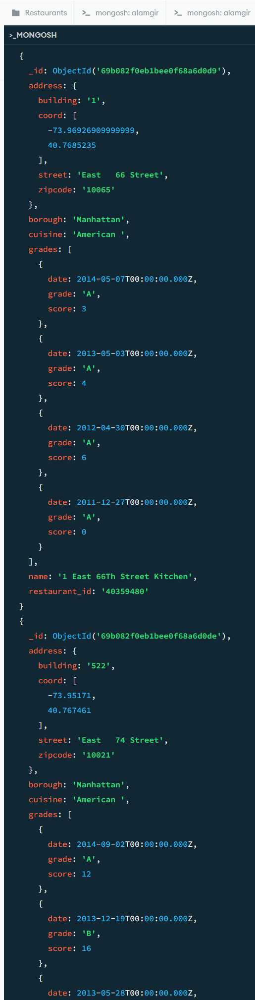 Restaurants
>_ mongosh: alamgir
>_ mongosh: alamgir
>_MONGOSH
{
_id: ObjectId('69b082f0eb1bee0f68a6d0d9'),
address: {
building: '1',
coord: [
-73.96926909999999,
40.7685235
],
street: 'East   66 Street',
zipcode: '10065'
},
borough: 'Manhattan',
cuisine: 'American ',
grades: [
{
date: 2014-05-07T00:00:00.000Z,
grade: 'A',
score: 3
},
{
date: 2013-05-03T00:00:00.000Z,
grade: 'A',
score: 4
},
{
date: 2012-04-30T00:00:00.000Z,
grade: 'A',
score: 6
},
{
date: 2011-12-27T00:00:00.000Z,
grade: 'A',
score: 0
}
],
name: '1 East 66Th Street Kitchen',
restaurant_id: '40359480'
}
{
_id: ObjectId('69b082f0eb1bee0f68a6d0de'),
address: {
building: '522',
coord: [
-73.95171,
40.767461
],
street: 'East   74 Street',
zipcode: '10021'
},
borough: 'Manhattan',
cuisine: 'American ',
grades: [
{
date: 2014-09-02T00:00:00.000Z,
grade: 'A',
score: 12
},
{
date: 2013-12-19T00:00:00.000Z,
grade: 'B',
score: 16
},
{
date: 2013-05-28T00:00:00.000Z,